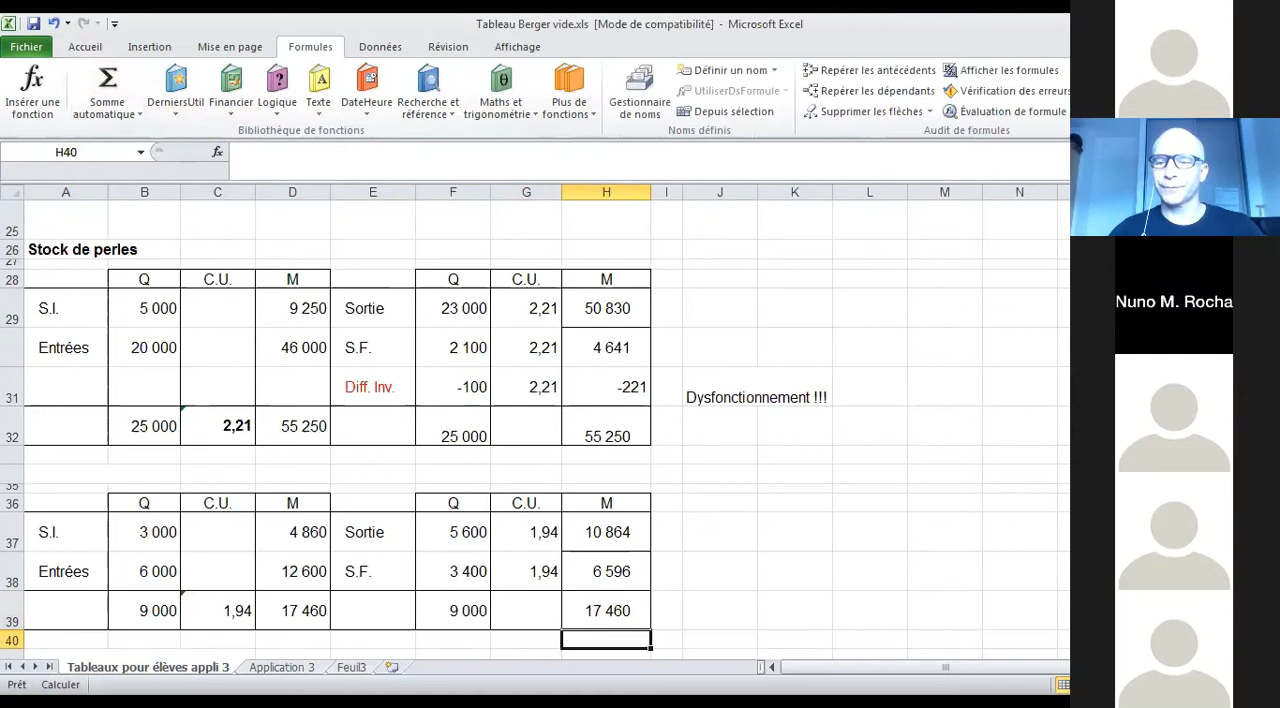 Tableau Berger vide.xls [Mode de compatibilité] - Microsoft Excel
Fichier Accueil Insertion Mise en page Formules Données Révision Affichage
fx Σ A ? θ
Insérer une fonction
Somme automatique
DerniersUtil
Financier
Logique
Texte
DateHeure
Recherche et référence
Maths et trigonométrie
Plus de fonctions
Gestionnaire de noms
Définir un nom
UtiliserDsFormule
Depuis sélection
Repérer les antécédents
Repérer les dépendants
Supprimer les flèches
Afficher les formules
Vérification des erreurs
Évaluation de formule
Bibliothèque de fonctions Noms définis Audit de formules
H40 fx
A B C D E F G H I J K L M N
25
26 Stock de perles
27
28 Q C.U. M Q C.U. M
29 S.I. 5 000 9 250 Sortie 23 000 2,21 50 830
Entrées 20 000 46 000 S.F. 2 100 2,21 4 641
31 Diff. Inv. -100 2,21 -221 Dysfonctionnement !!!
32 25 000 2,21 55 250 25 000 55 250
35
36 Q C.U. M Q C.U. M
37 S.I. 3 000 4 860 Sortie 5 600 1,94 10 864
38 Entrées 6 000 12 600 S.F. 3 400 1,94 6 596
39 9 000 1,94 17 460 9 000 17 460
40
Tableaux pour élèves appli 3 Application 3 Feuil3
Prêt Calculer
Nuno M. Rocha